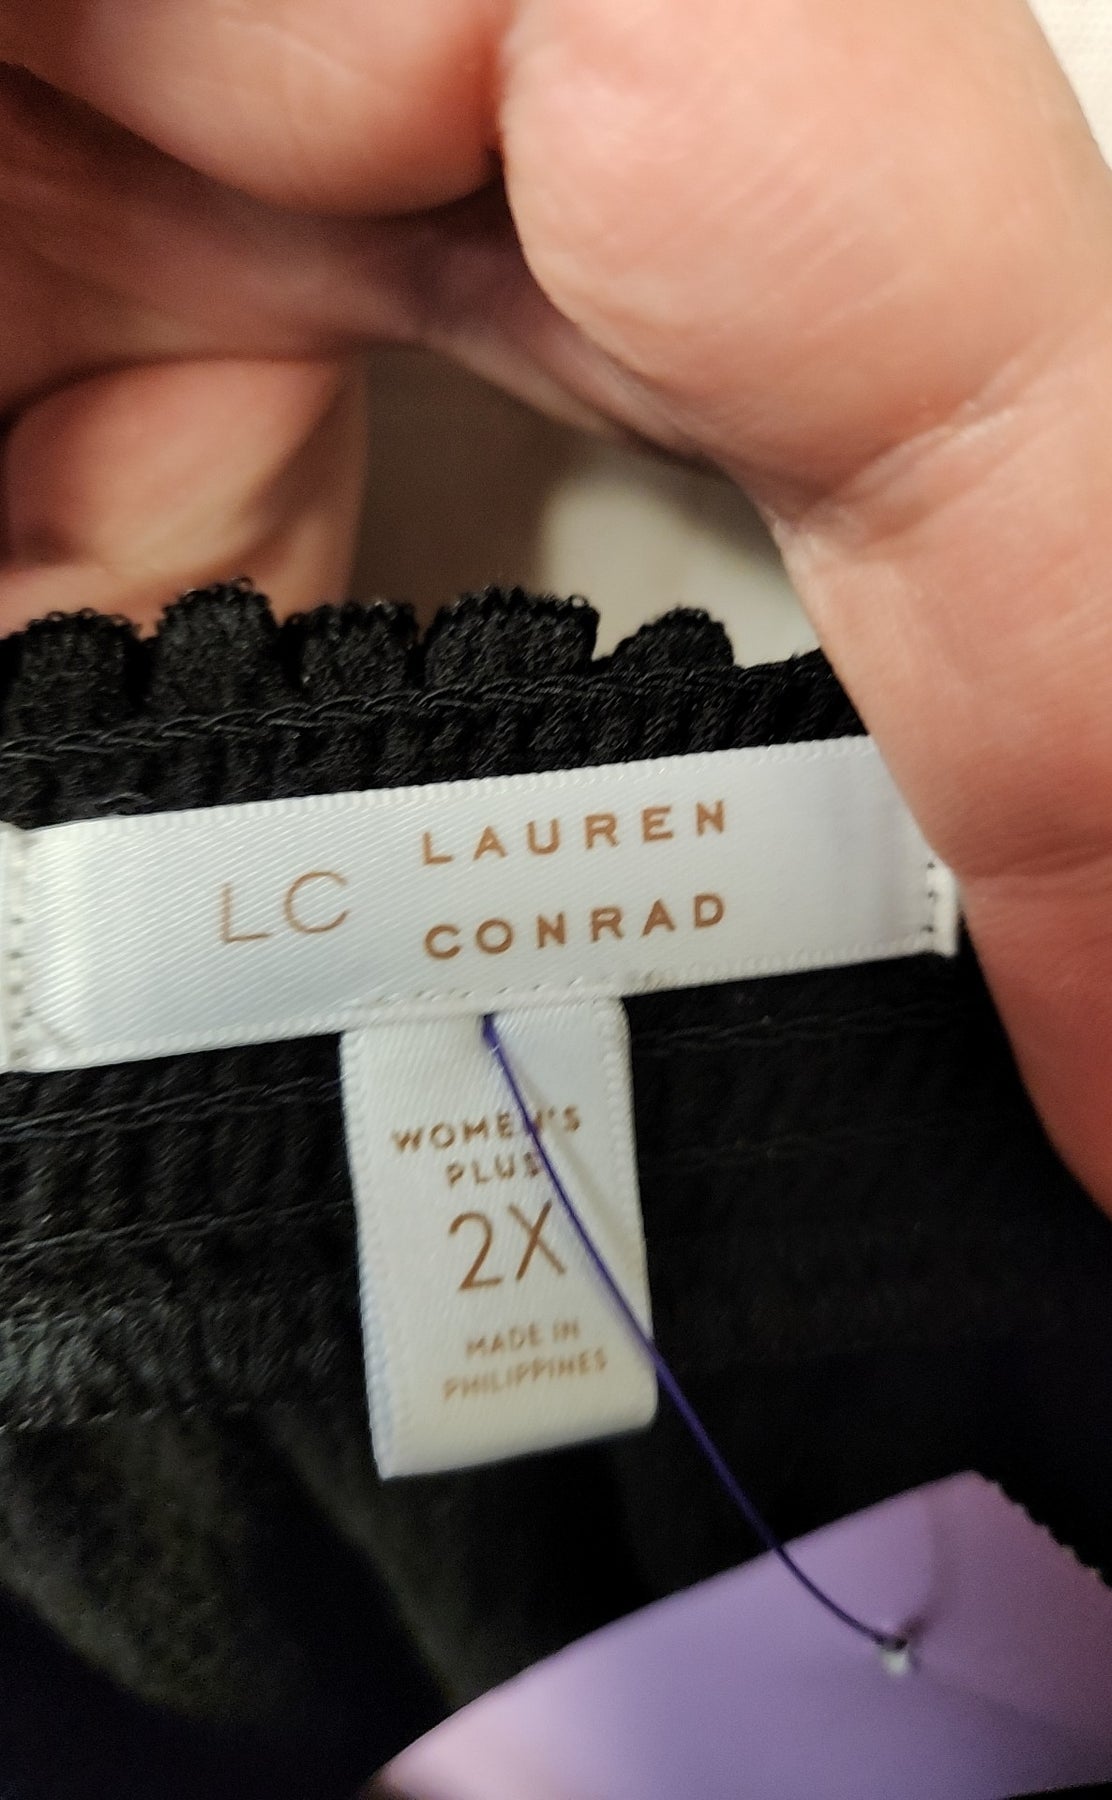 LC LAUREN
CONRAD
WOMEN'S
PLUS
2X
MADE IN
PHILIPPINES